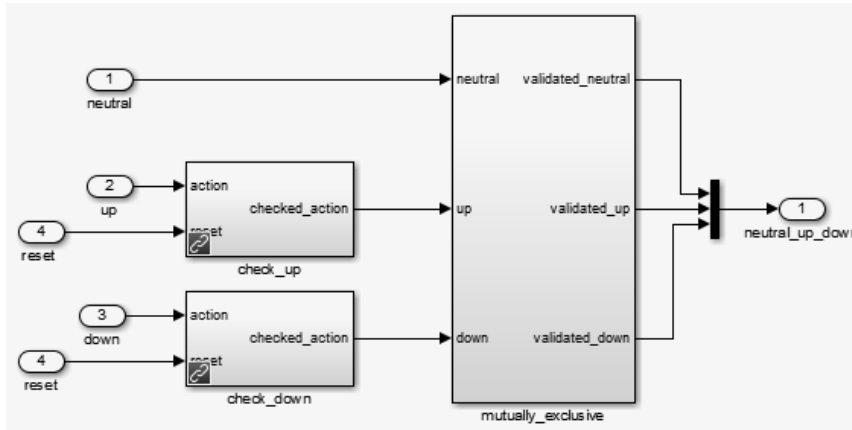 1
neutral
neutral
validated_neutral
2
up
action
checked_action
4
reset
reset
check_up
up
validated_up
1
neutral_up_down
3
down
action
checked_action
4
reset
reset
check_down
down
validated_down
mutually_exclusive